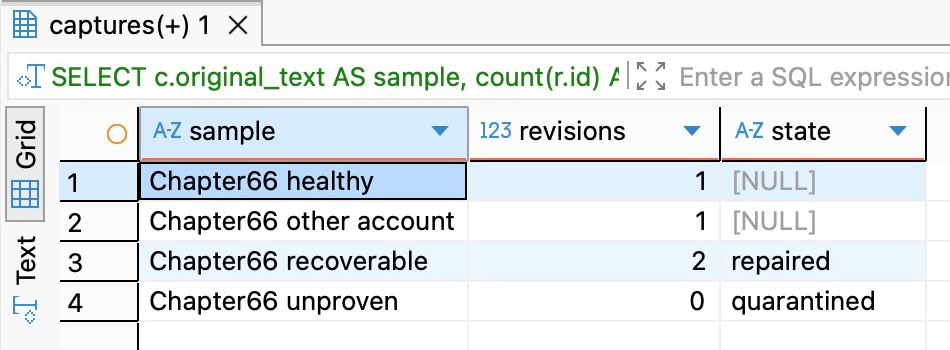 captures(+) 1
SELECT c.original_text AS sample, count(r.id) A
Enter a SQL expression
Grid
Text
A-Z sample 123 revisions A-Z state
1 Chapter66 healthy 1 [NULL]
2 Chapter66 other account 1 [NULL]
3 Chapter66 recoverable 2 repaired
4 Chapter66 unproven 0 quarantined